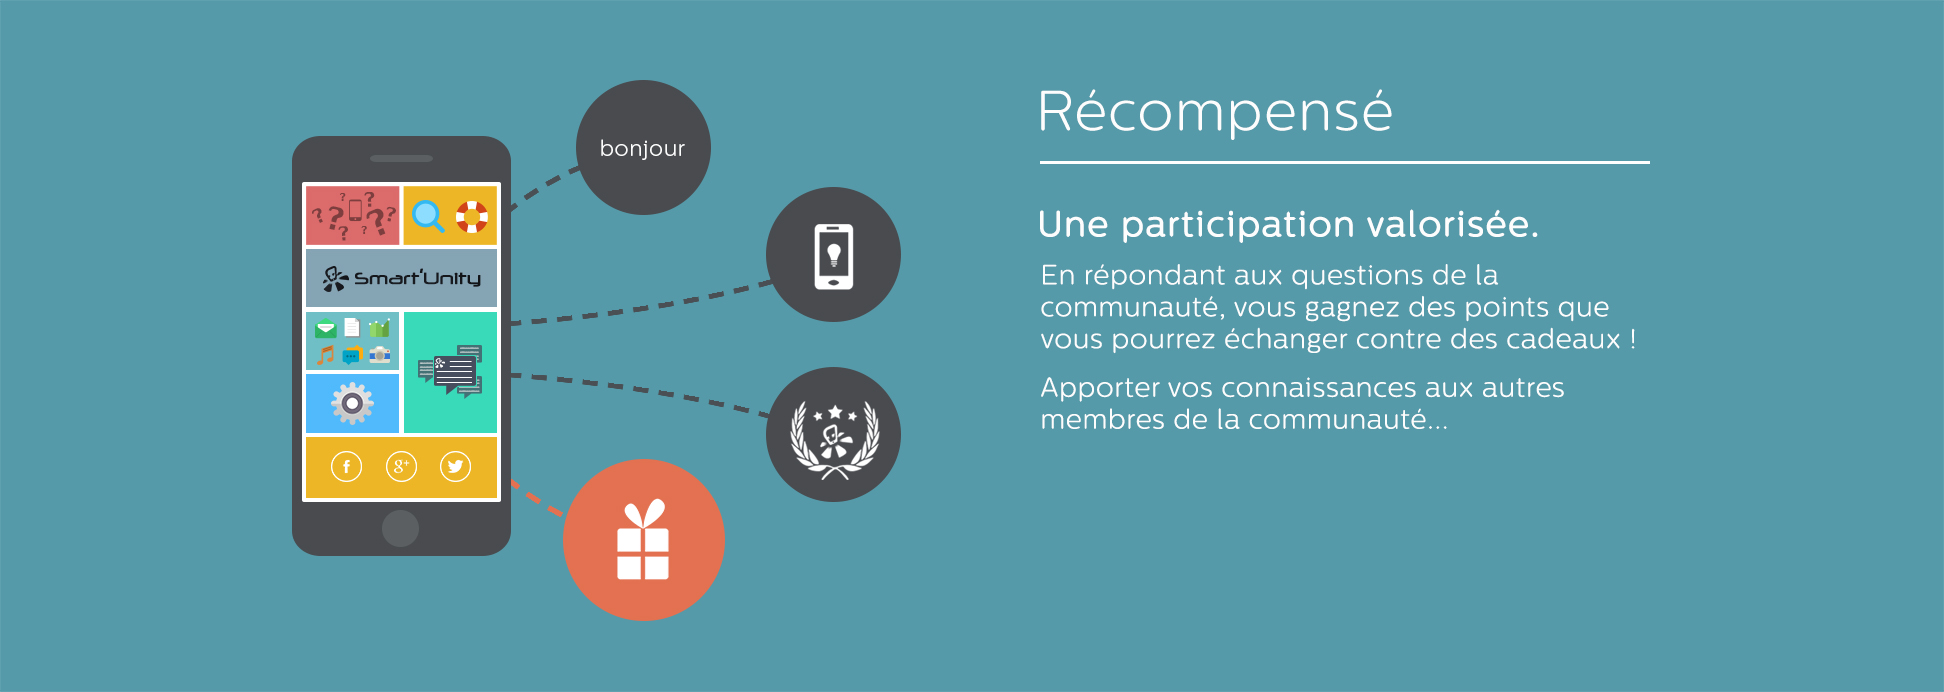 bonjour
Smart'Unity
Récompensé
Une participation valorisée.
En répondant aux questions de la
communauté, vous gagnez des points que
vous pourrez échanger contre des cadeaux !
Apporter vos connaissances aux autres
membres de la communauté...